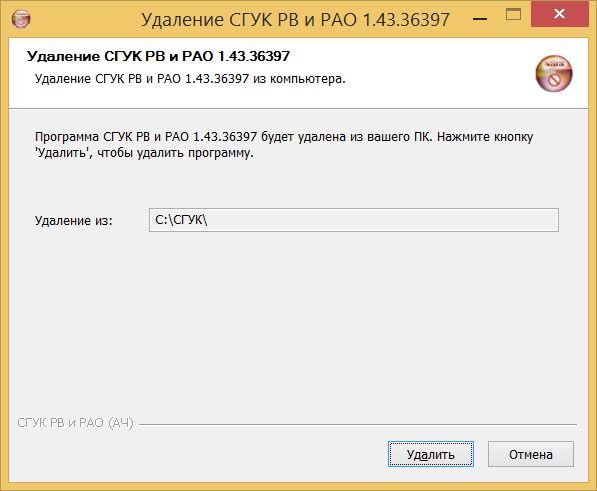 Удаление СГУК РВ и РАО 1.43.36397
Удаление СГУК РВ и РАО 1.43.36397
Удаление СГУК РВ и РАО 1.43.36397 из компьютера.
Программа СГУК РВ и РАО 1.43.36397 будет удалена из вашего ПК. Нажмите кнопку
'Удалить', чтобы удалить программу.
Удаление из: C:\СГУК\
СГУК РВ и РАО (АЧ)
Удалить Отмена